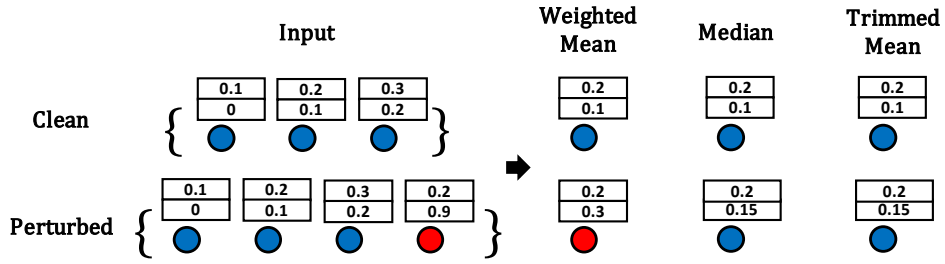 Input
Weighted
Mean
Median
Trimmed
Mean
Clean
{ 0.1 0.2 0.3 } 0.2 0.2 0.2
0 0.1 0.2 0.1 0.1 0.1
Perturbed
{ 0.1 0.2 0.3 0.2 } 0.2 0.2 0.2
0 0.1 0.2 0.9 0.3 0.15 0.15